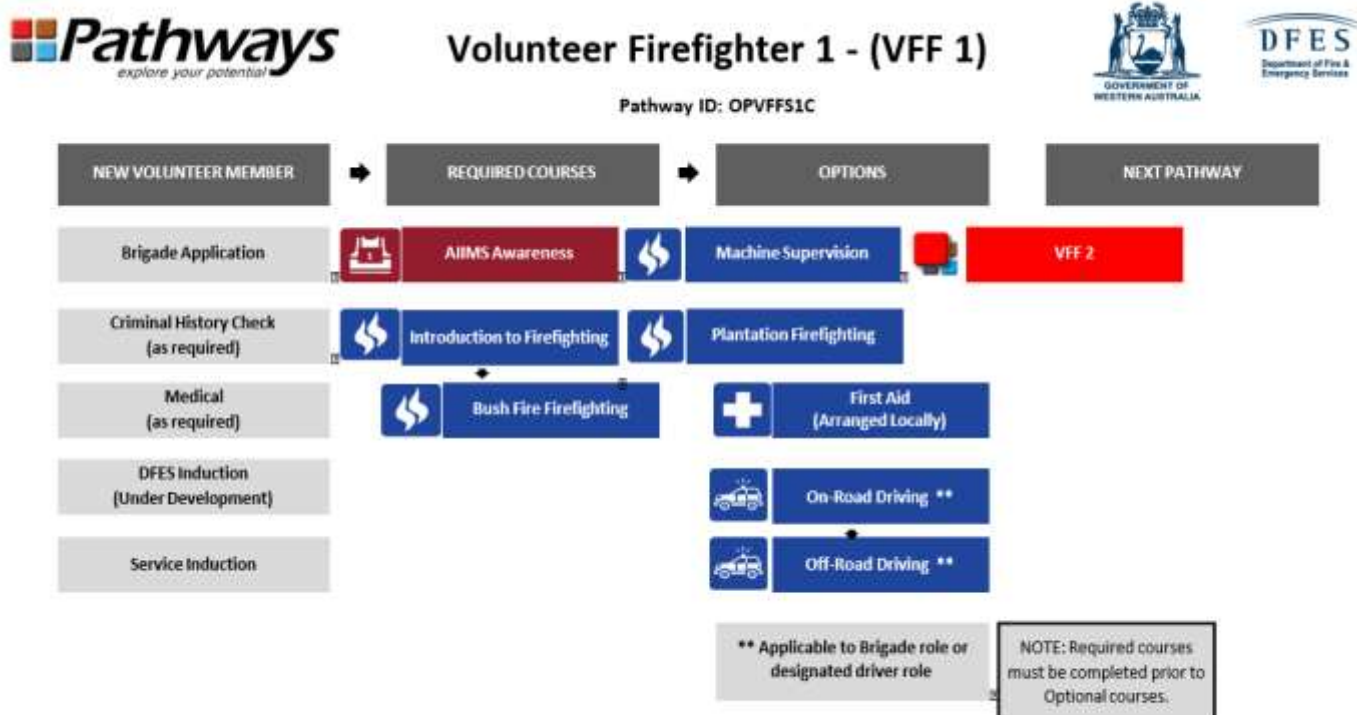 Pathways
explore your potential
Volunteer Firefighter 1 - (VFF 1)
Pathway ID: OPVFFS1C
GOVERNMENT OF
WESTERN AUSTRALIA
DFES
Department of Fire &
Emergency Services
NEW VOLUNTEER MEMBER
REQUIRED COURSES
OPTIONS
NEXT PATHWAY
Brigade Application
AIIMS Awareness
Machine Supervision
VFF 2
Criminal History Check
(as required)
Introduction to Firefighting
Plantation Firefighting
Medical
(as required)
Bush Fire Firefighting
First Aid
(Arranged Locally)
DFES Induction
(Under Development)
On-Road Driving **
Service Induction
Off-Road Driving **
** Applicable to Brigade role or
designated driver role
NOTE: Required courses
must be completed prior to
Optional courses.